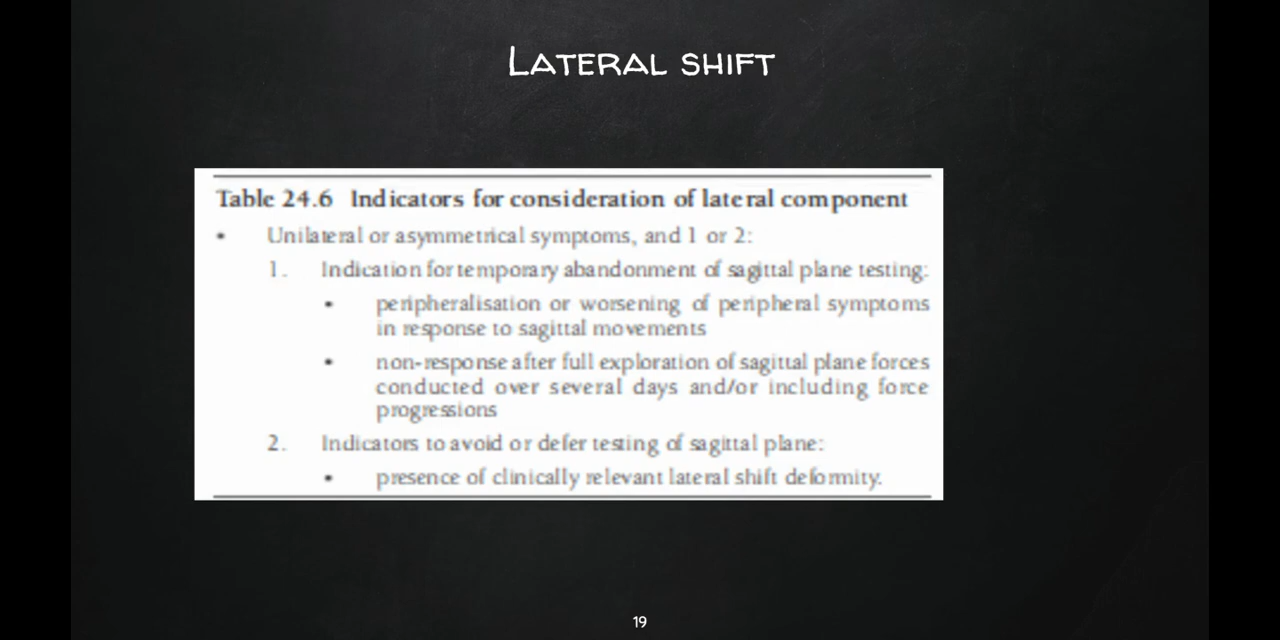 LATERAL SHIFT
Table 24.6 Indicators for consideration of lateral component
• Unilateral or asymmetrical symptoms, and 1 or 2:
1. Indication for temporary abandonment of sagittal plane testing:
• peripheralisation or worsening of peripheral symptoms
in response to sagittal movements
• non-response after full exploration of sagittal plane forces
conducted over several days and/or including force
progressions
2. Indicators to avoid or defer testing of sagittal plane:
• presence of clinically relevant lateral shift deformity.
19